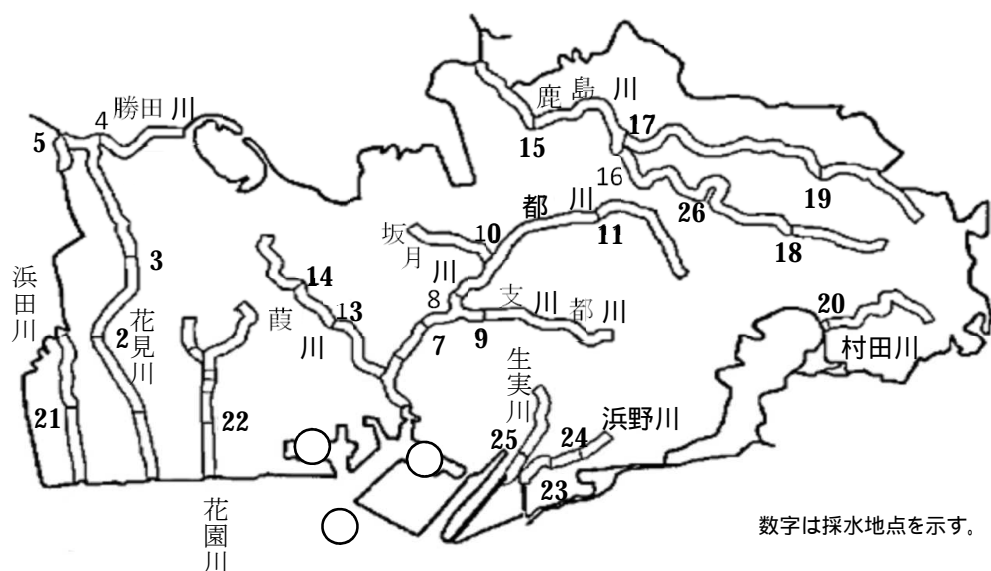 勝田川
4
5
鹿島川
17
15
16
19
都川
26
坂月川
10
11
18
3
14
浜田川
花見川
2
葭川
13
8
支川都川
20
7
9
村田川
生実川
21
22
浜野川
25
24
23
花園川
数字は採水地点を示す。